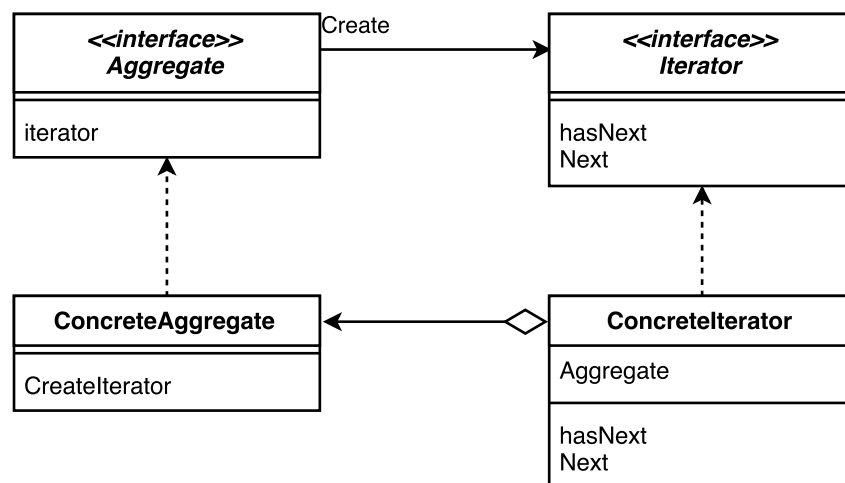 <<interface>>
Aggregate
iterator
Create
<<interface>>
Iterator
hasNext
Next
ConcreteAggregate
CreateIterator
ConcreteIterator
Aggregate
hasNext
Next